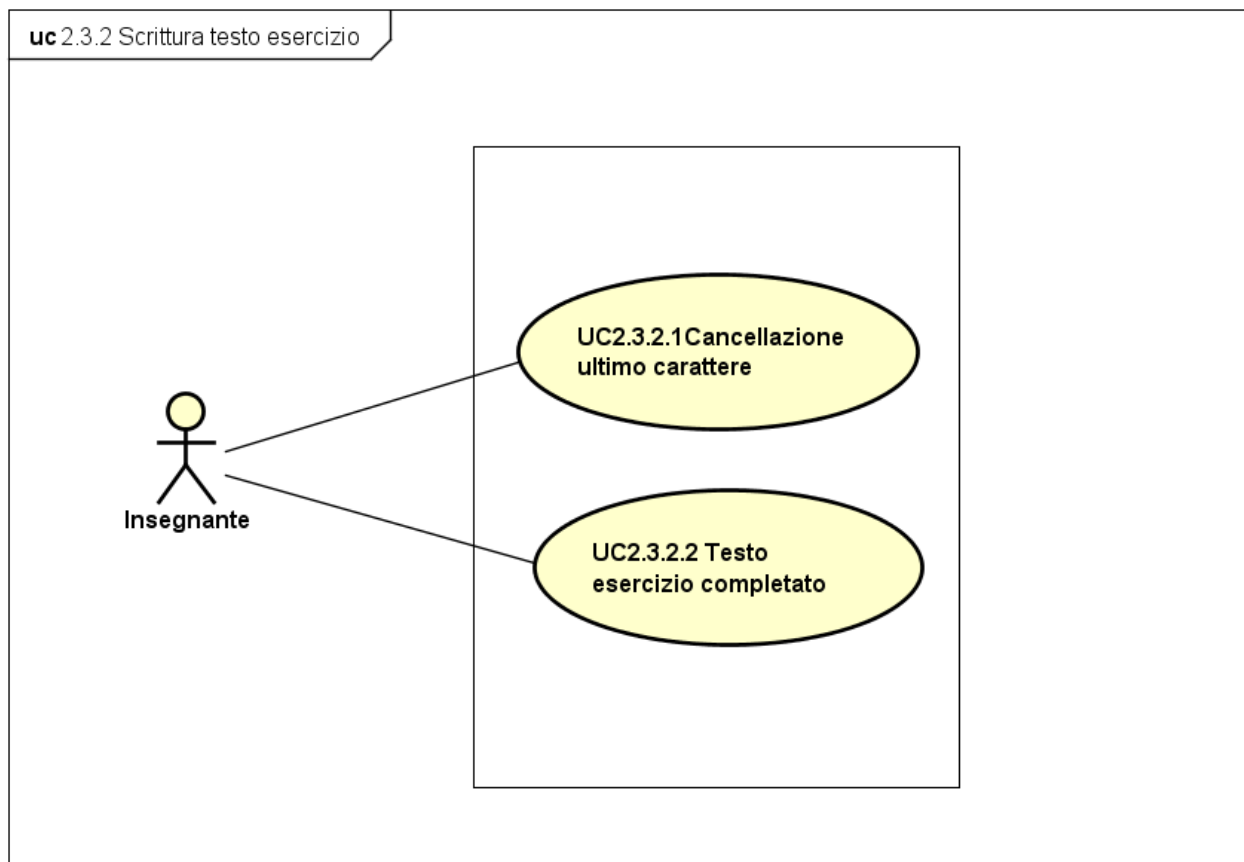 uc 2.3.2 Scrittura testo esercizio
UC2.3.2.1Cancellazione
ultimo carattere
Insegnante
UC2.3.2.2 Testo
esercizio completato